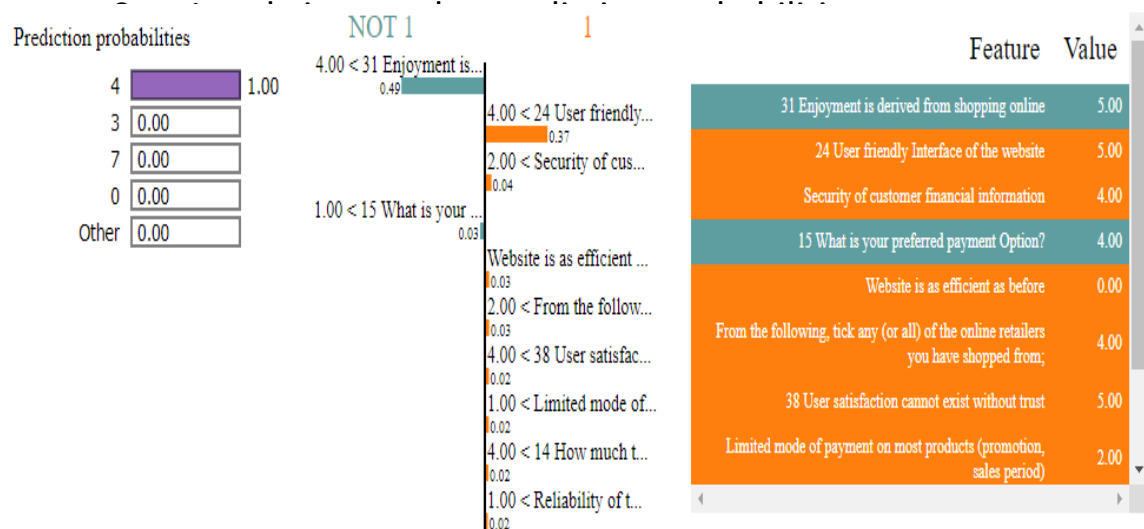 Prediction probabilities
4
1.00
3
0.00
7
0.00
0
0.00
Other
0.00
NOT 1
1
4.00 < 31 Enjoyment is...
0.49
4.00 < 24 User friendly...
0.37
2.00 < Security of cus...
0.04
1.00 < 15 What is your ...
0.03
Website is as efficient ...
0.03
2.00 < From the follow...
0.03
4.00 < 38 User satisfac...
0.02
1.00 < Limited mode of...
0.02
4.00 < 14 How much t...
0.02
1.00 < Reliability of t...
0.02
Feature Value
31 Enjoyment is derived from shopping online 5.00
24 User friendly Interface of the website 5.00
Security of customer financial information 4.00
15 What is your preferred payment Option? 4.00
Website is as efficient as before 0.00
From the following, tick any (or all) of the online retailers
you have shopped from; 4.00
38 User satisfaction cannot exist without trust 5.00
Limited mode of payment on most products (promotion,
sales period) 2.00